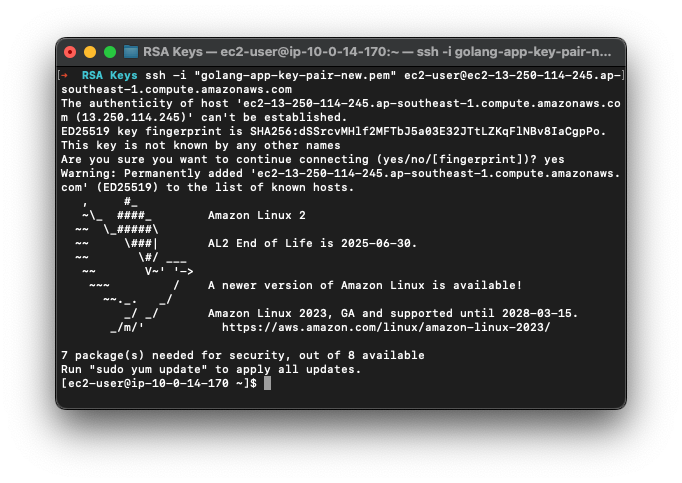 RSA Keys — ec2-user@ip-10-0-14-170:~ — ssh -i golang-app-key-pair-n...
[➜  RSA Keys ssh -i "golang-app-key-pair-new.pem" ec2-user@ec2-13-250-114-245.ap-]
southeast-1.compute.amazonaws.com
The authenticity of host 'ec2-13-250-114-245.ap-southeast-1.compute.amazonaws.co
m (13.250.114.245)' can't be established.
ED25519 key fingerprint is SHA256:dSSrcvMHlf2MFTbJ5a03E32JTtLZKqFlNBv8IaCgpPo.
This key is not known by any other names
Are you sure you want to continue connecting (yes/no/[fingerprint])? yes
Warning: Permanently added 'ec2-13-250-114-245.ap-southeast-1.compute.amazonaws.
com' (ED25519) to the list of known hosts.
   ,     #_
   ~\_  ####_        Amazon Linux 2
  ~~  \_#####\
  ~~     \###|       AL2 End of Life is 2025-06-30.
  ~~       \#/ ___
   ~~       V~' '->
    ~~~         /    A newer version of Amazon Linux is available!
      ~~._.   _/
         _/ _/       Amazon Linux 2023, GA and supported until 2028-03-15.
       _/m/'           https://aws.amazon.com/linux/amazon-linux-2023/
7 package(s) needed for security, out of 8 available
Run "sudo yum update" to apply all updates.
[ec2-user@ip-10-0-14-170 ~]$